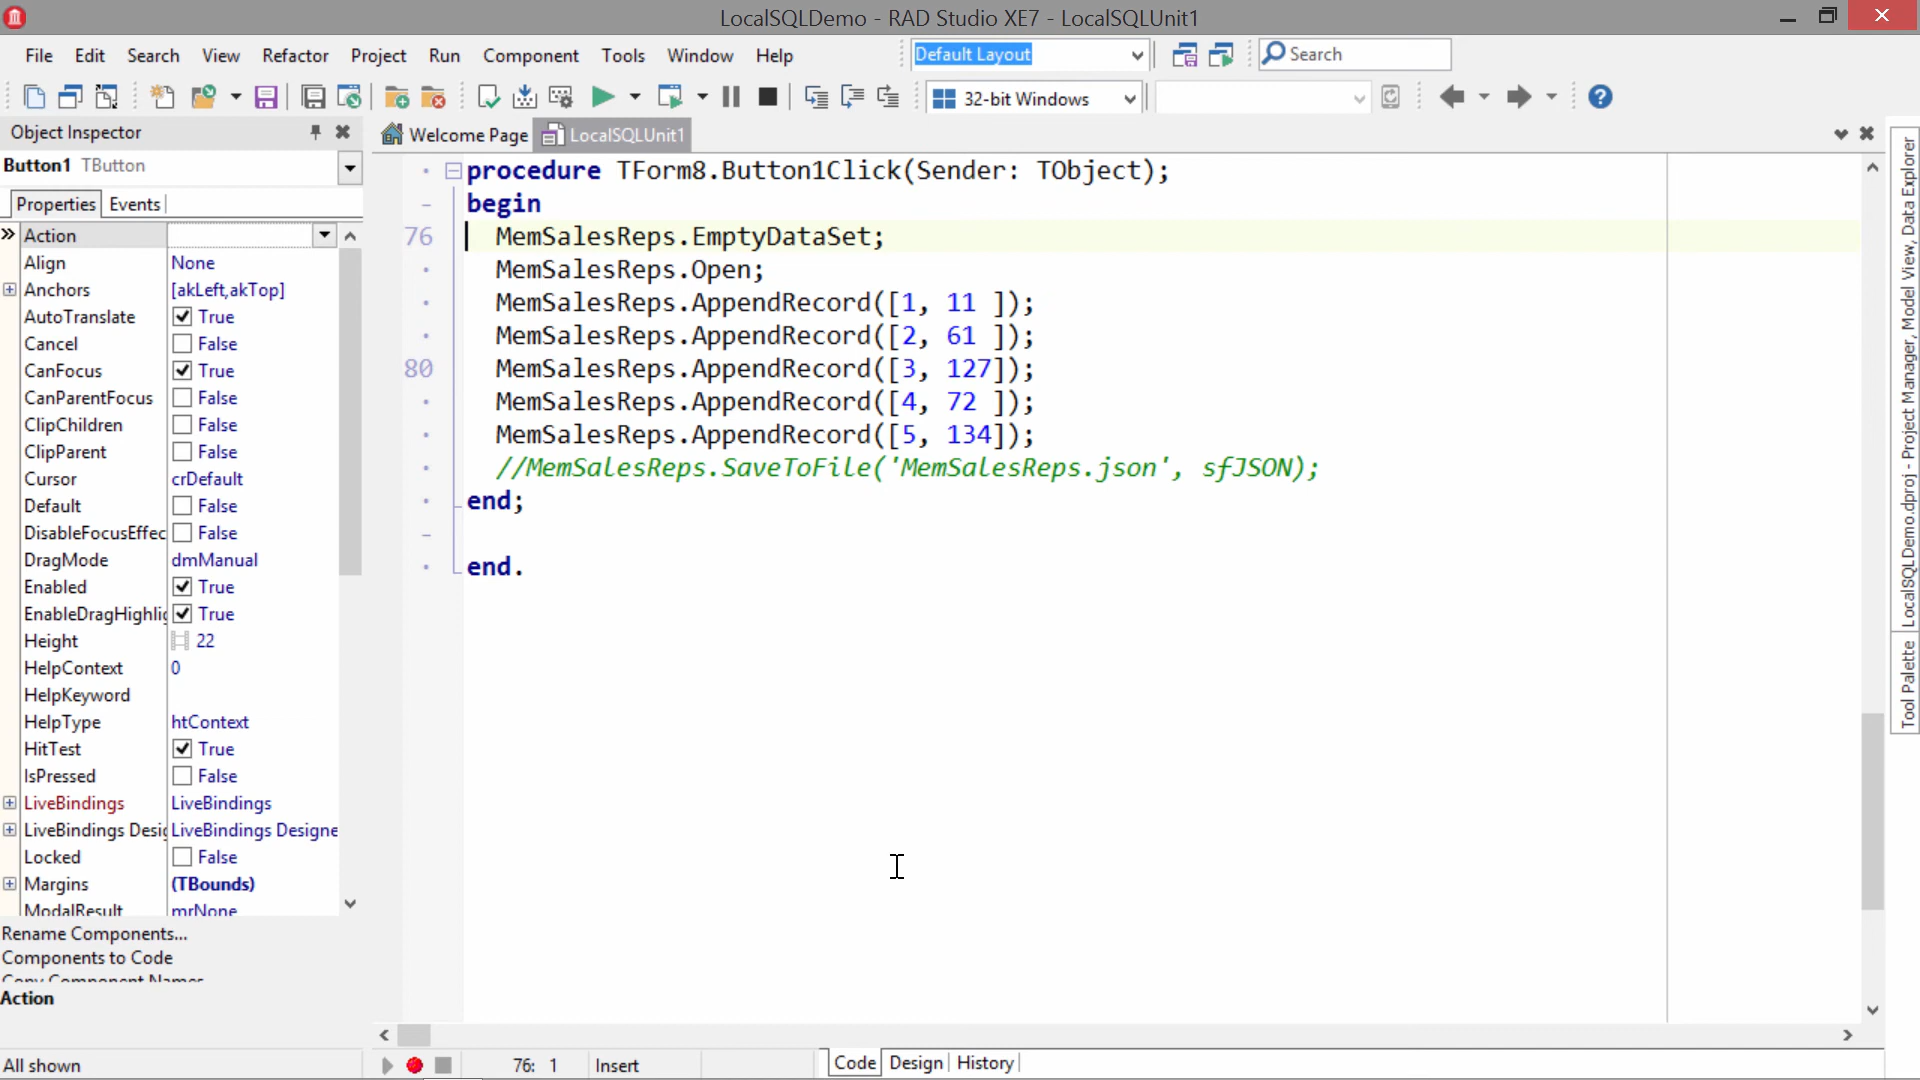 LocalSQLDemo - RAD Studio XE7 - LocalSQLUnit1
File Edit Search View Refactor Project Run Component Tools Window Help
Default Layout
Search
32-bit Windows
Object Inspector
Welcome Page
LocalSQLUnit1
Button1 TButton
Properties
Events
Action
Align None
Anchors [akLeft,akTop]
AutoTranslate True
Cancel False
CanFocus True
CanParentFocus False
ClipChildren False
ClipParent False
Cursor crDefault
Default False
DisableFocusEffec False
DragMode dmManual
Enabled True
EnableDragHighlig True
Height 22
HelpContext 0
HelpKeyword
HelpType htContext
HitTest True
IsPressed False
LiveBindings LiveBindings
LiveBindings Desig LiveBindings Designe
Locked False
Margins (TBounds)
ModalResult mrNone
Rename Components...
Components to Code
Copy Component Names
Action
All shown
procedure TForm8.Button1Click(Sender: TObject);
begin
76 MemSalesReps.EmptyDataSet;
MemSalesReps.Open;
MemSalesReps.AppendRecord([1, 11 ]);
MemSalesReps.AppendRecord([2, 61 ]);
80 MemSalesReps.AppendRecord([3, 127]);
MemSalesReps.AppendRecord([4, 72 ]);
MemSalesReps.AppendRecord([5, 134]);
//MemSalesReps.SaveToFile('MemSalesReps.json', sfJSON);
end;
end.
76: 1
Insert
Code
Design
History
LocalSQLDemo.dproj - Project Manager, Model View, Data Explorer
Tool Palette